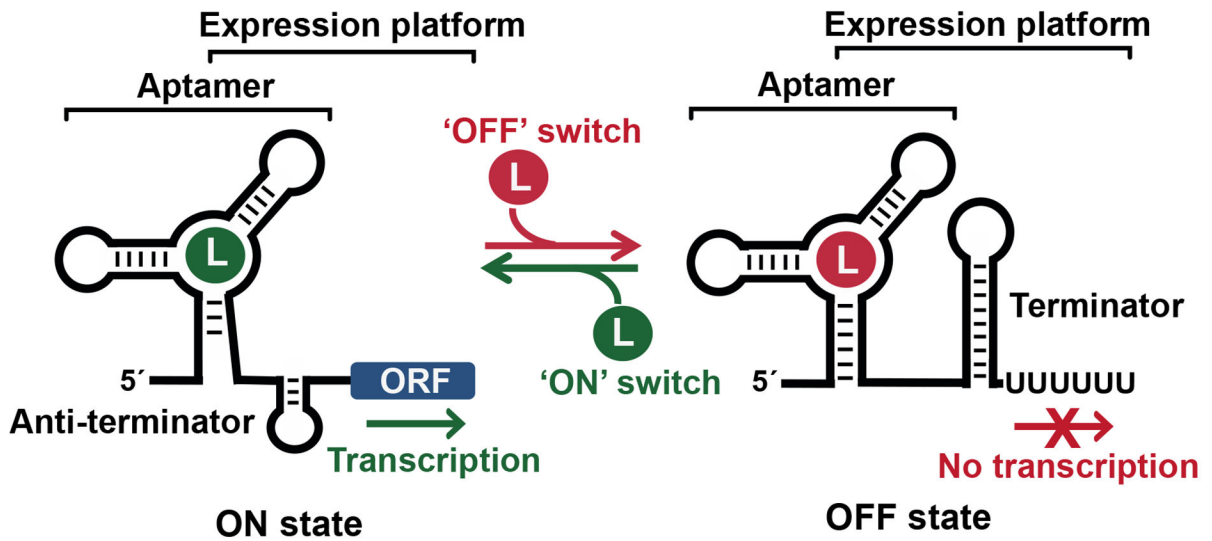 Expression platform
Aptamer
L
5´
ORF
Anti-terminator
Transcription
ON state
‘OFF’ switch
L
L
‘ON’ switch
Expression platform
Aptamer
L
Terminator
5´
UUUUUU
X
No transcription
OFF state